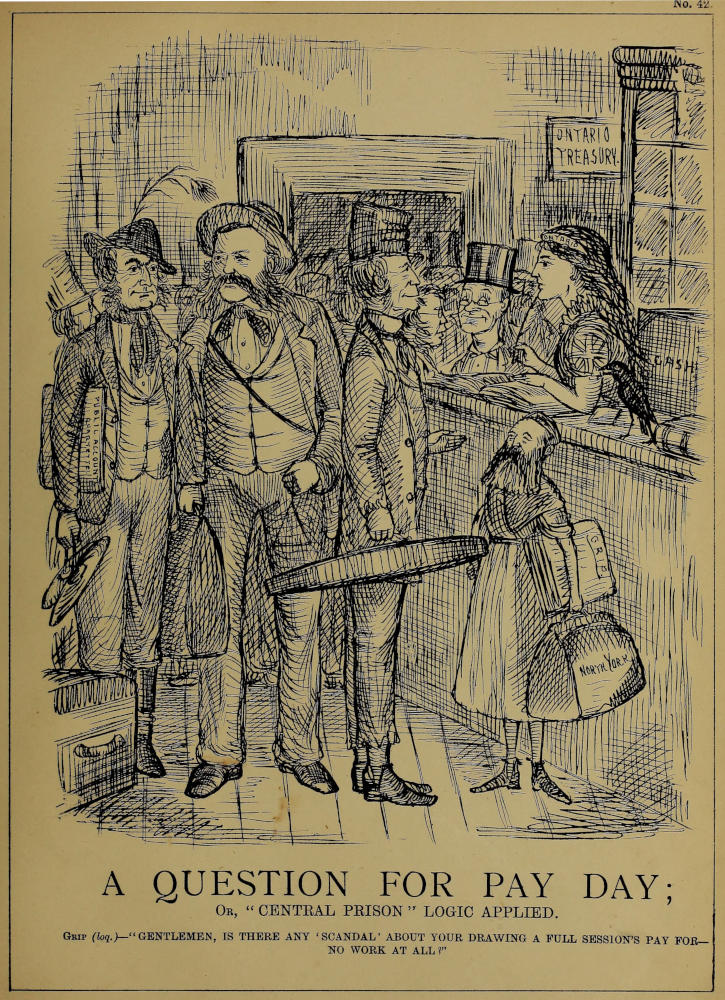 No. 42.
ONTARIO
TREASURY.
CASH
NORTH YORK
A QUESTION FOR PAY DAY;
OR, "CENTRAL PRISON" LOGIC APPLIED.
GRIP (loq.)—"GENTLEMEN, IS THERE ANY 'SCANDAL' ABOUT YOUR DRAWING A FULL SESSION'S PAY FOR—
NO WORK AT ALL?"